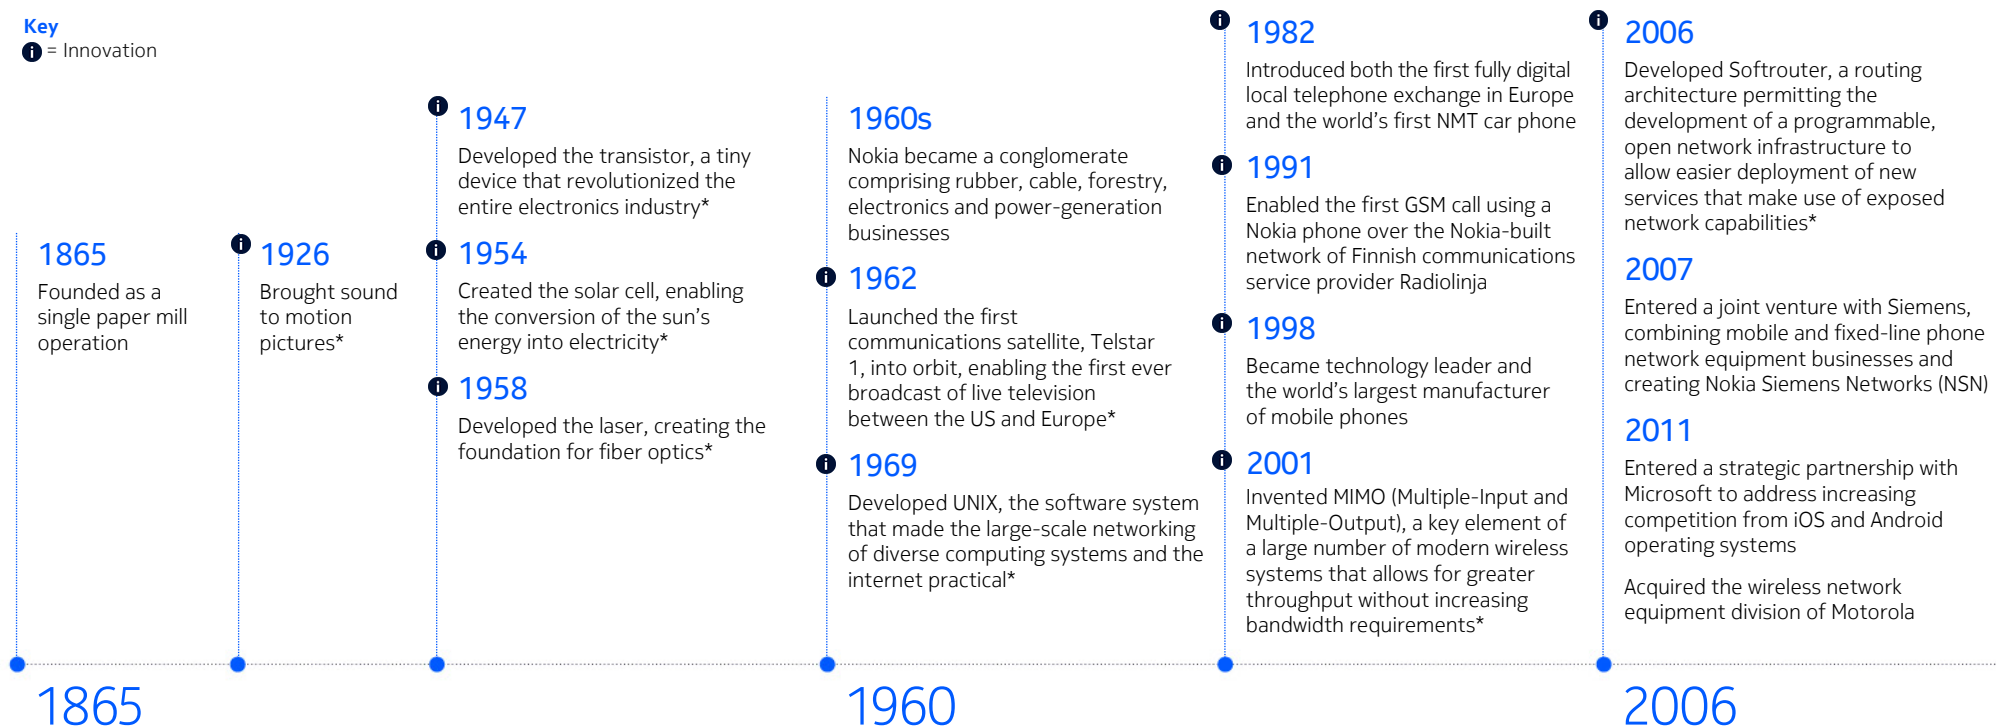 Key
i = Innovation
1865
Founded as a
single paper mill
operation
i 1926
Brought sound
to motion
pictures*
i 1947
Developed the transistor, a tiny
device that revolutionized the
entire electronics industry*
i 1954
Created the solar cell, enabling
the conversion of the sun's
energy into electricity*
i 1958
Developed the laser, creating the
foundation for fiber optics*
1960s
Nokia became a conglomerate
comprising rubber, cable, forestry,
electronics and power-generation
businesses
i 1962
Launched the first
communications satellite, Telstar
1, into orbit, enabling the first ever
broadcast of live television
between the US and Europe*
i 1969
Developed UNIX, the software system
that made the large-scale networking
of diverse computing systems and the
internet practical*
i 1982
Introduced both the first fully digital
local telephone exchange in Europe
and the world's first NMT car phone
i 1991
Enabled the first GSM call using a
Nokia phone over the Nokia-built
network of Finnish communications
service provider Radiolinja
i 1998
Became technology leader and
the world's largest manufacturer
of mobile phones
i 2001
Invented MIMO (Multiple-Input and
Multiple-Output), a key element of
a large number of modern wireless
systems that allows for greater
throughput without increasing
bandwidth requirements*
i 2006
Developed Softrouter, a routing
architecture permitting the
development of a programmable,
open network infrastructure to
allow easier deployment of new
services that make use of exposed
network capabilities*
2007
Entered a joint venture with Siemens,
combining mobile and fixed-line phone
network equipment businesses and
creating Nokia Siemens Networks (NSN)
2011
Entered a strategic partnership with
Microsoft to address increasing
competition from iOS and Android
operating systems
Acquired the wireless network
equipment division of Motorola
1865
1960
2006